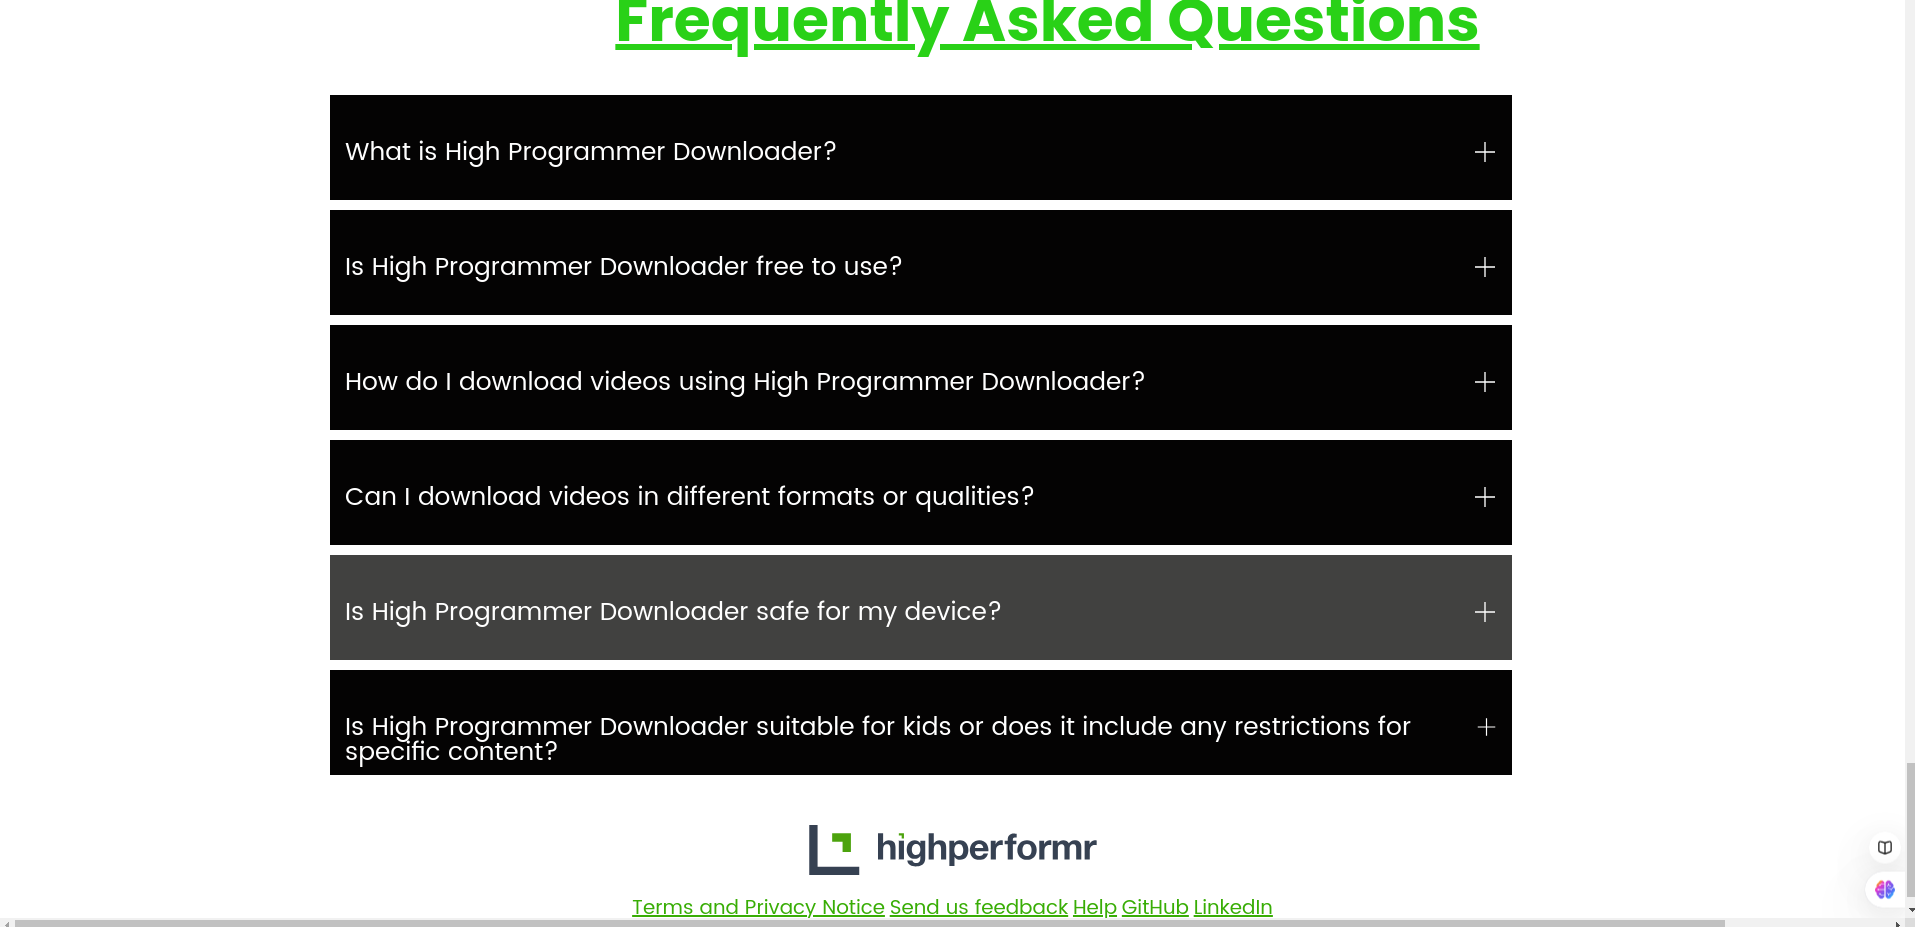 Frequently Asked Questions
What is High Programmer Downloader?
Is High Programmer Downloader free to use?
How do I download videos using High Programmer Downloader?
Can I download videos in different formats or qualities?
Is High Programmer Downloader safe for my device?
Is High Programmer Downloader suitable for kids or does it include any restrictions for
specific content?
highperformr
Terms and Privacy Notice Send us feedback Help GitHub LinkedIn